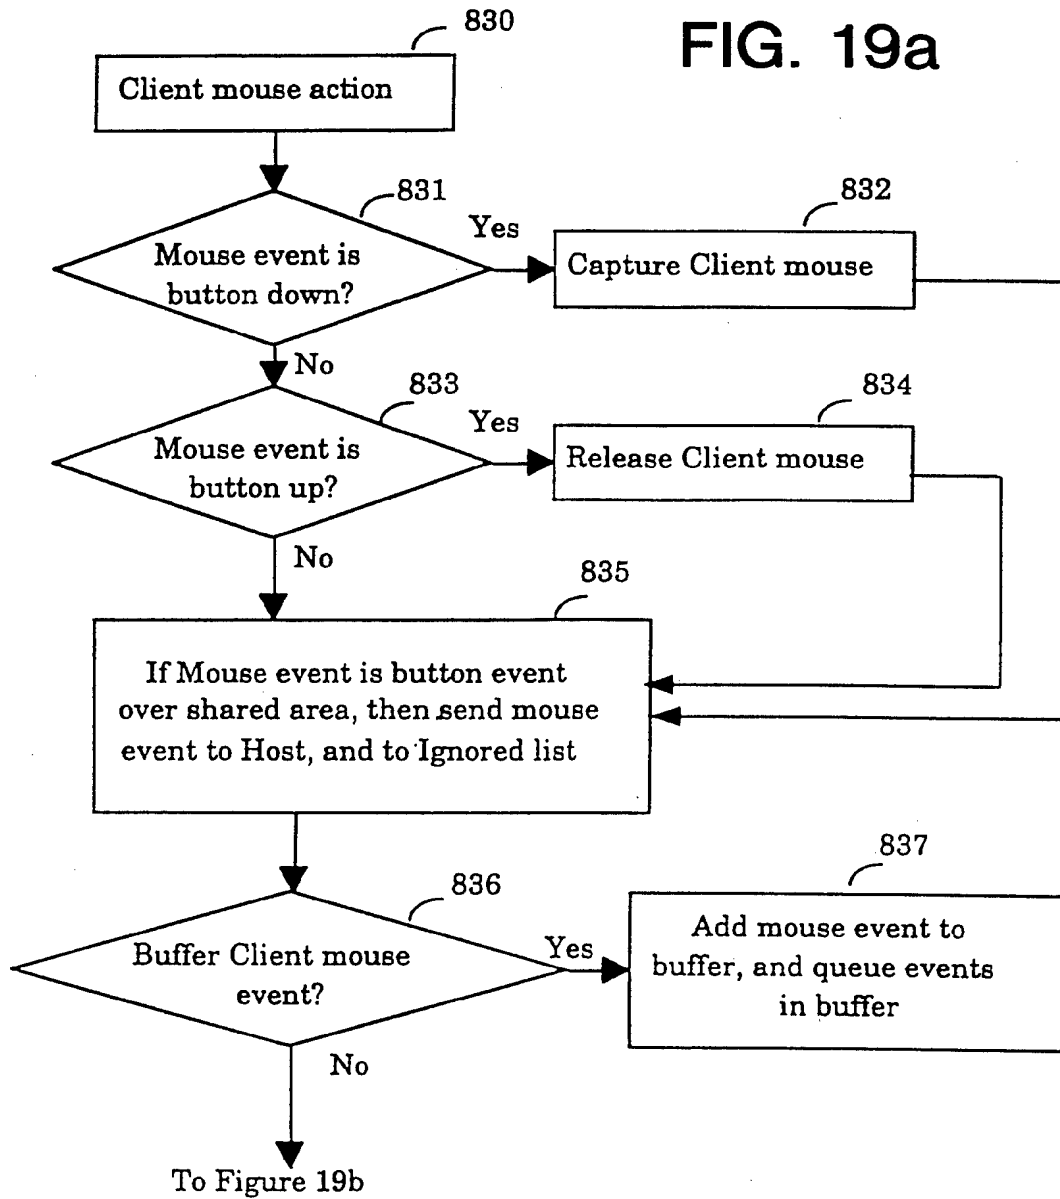 FIG. 19a
830
Client mouse action
831
Mouse event is
button down?
Yes
832
Capture Client mouse
No
833
Mouse event is
button up?
Yes
834
Release Client mouse
No
835
If Mouse event is button event
over shared area, then send mouse
event to Host, and to Ignored list
836
Buffer Client mouse
event?
Yes
837
Add mouse event to
buffer, and queue events
in buffer
No
To Figure 19b